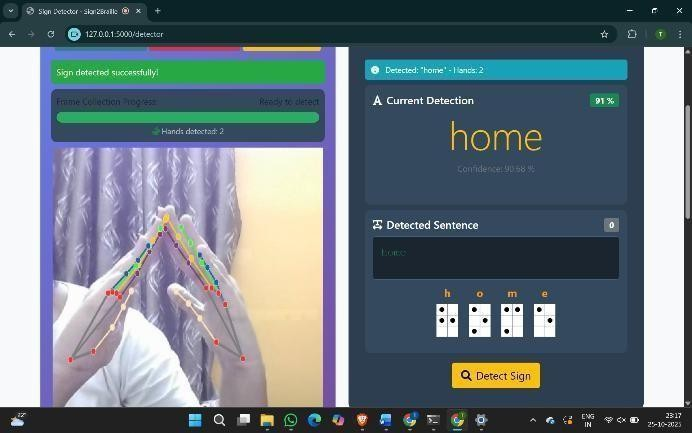 Sign Detector - Sign2Braille
127.0.0.1:5000/detector
T
Sign detected successfully!
Frame Collection Progress:
Ready to detect
Hands detected: 2
Detected: "home" - Hands: 2
Current Detection
91 %
home
Confidence: 90.68 %
Detected Sentence
0
home
h o m e
Detect Sign
22°
ENG
IN
23:17
25-10-2025